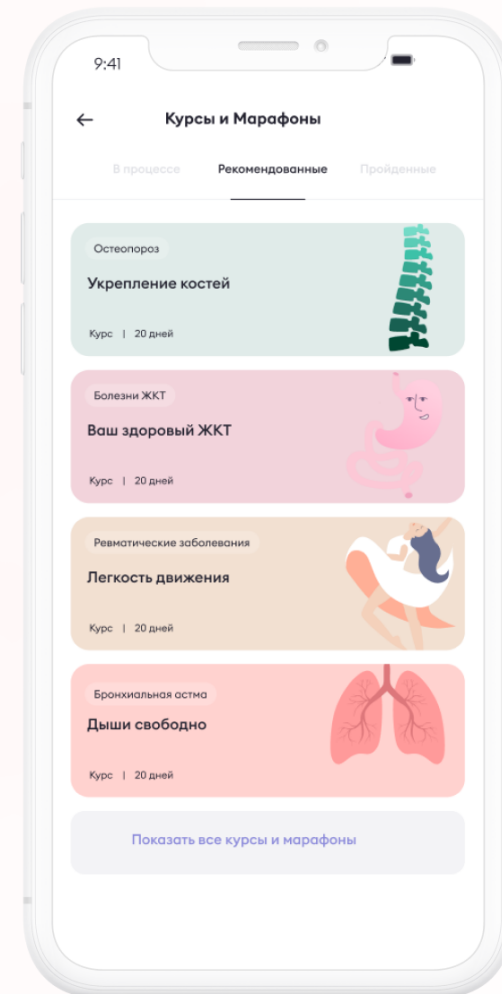 9:41
Курсы и Марафоны
В процессе Рекомендованные Пройденные
Остеопороз
Укрепление костей
Курс | 20 дней
Болезни ЖКТ
Ваш здоровый ЖКТ
Курс | 20 дней
Ревматические заболевания
Легкость движения
Курс | 20 дней
Бронхиальная астма
Дыши свободно
Курс | 20 дней
Показать все курсы и марафоны